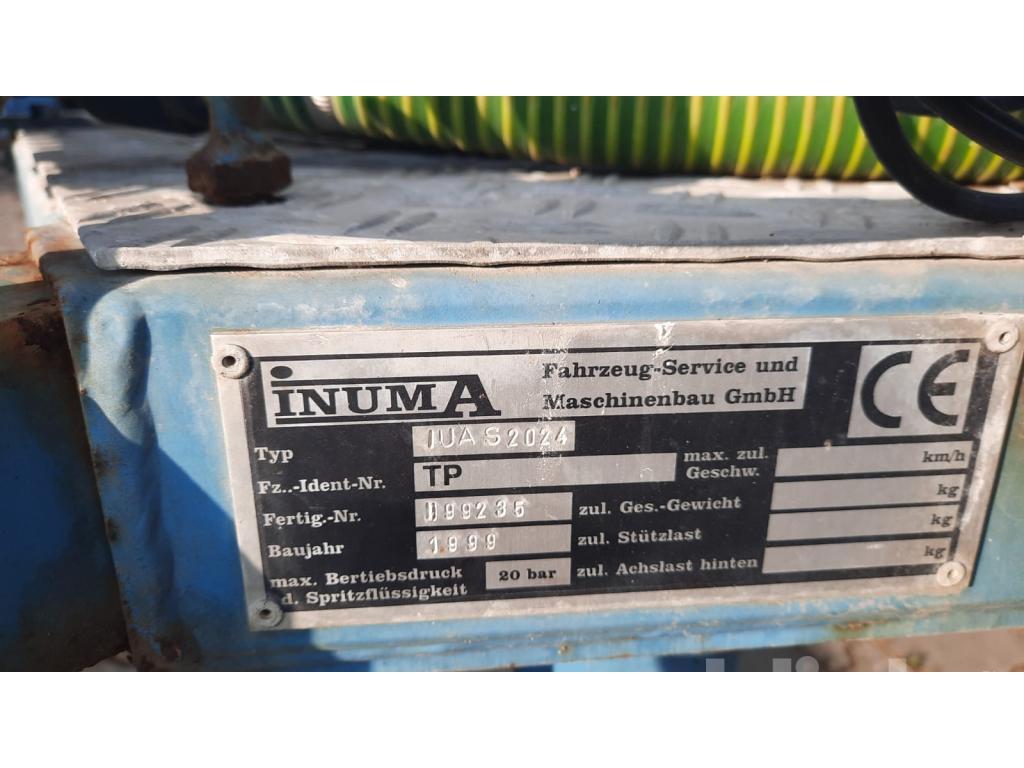 iNUMA
Fahrzeug-Service und
Maschinenbau GmbH
CE
Typ IUAS2024
Fz..-Ident-Nr. TP
max. zul. Geschw. km/h
Fertig.-Nr. 099235
zul. Ges.-Gewicht kg
Baujahr 1999
zul. Stützlast kg
max. Bertiebsdruck
d. Spritzflüssigkeit
20 bar
zul. Achslast hinten kg